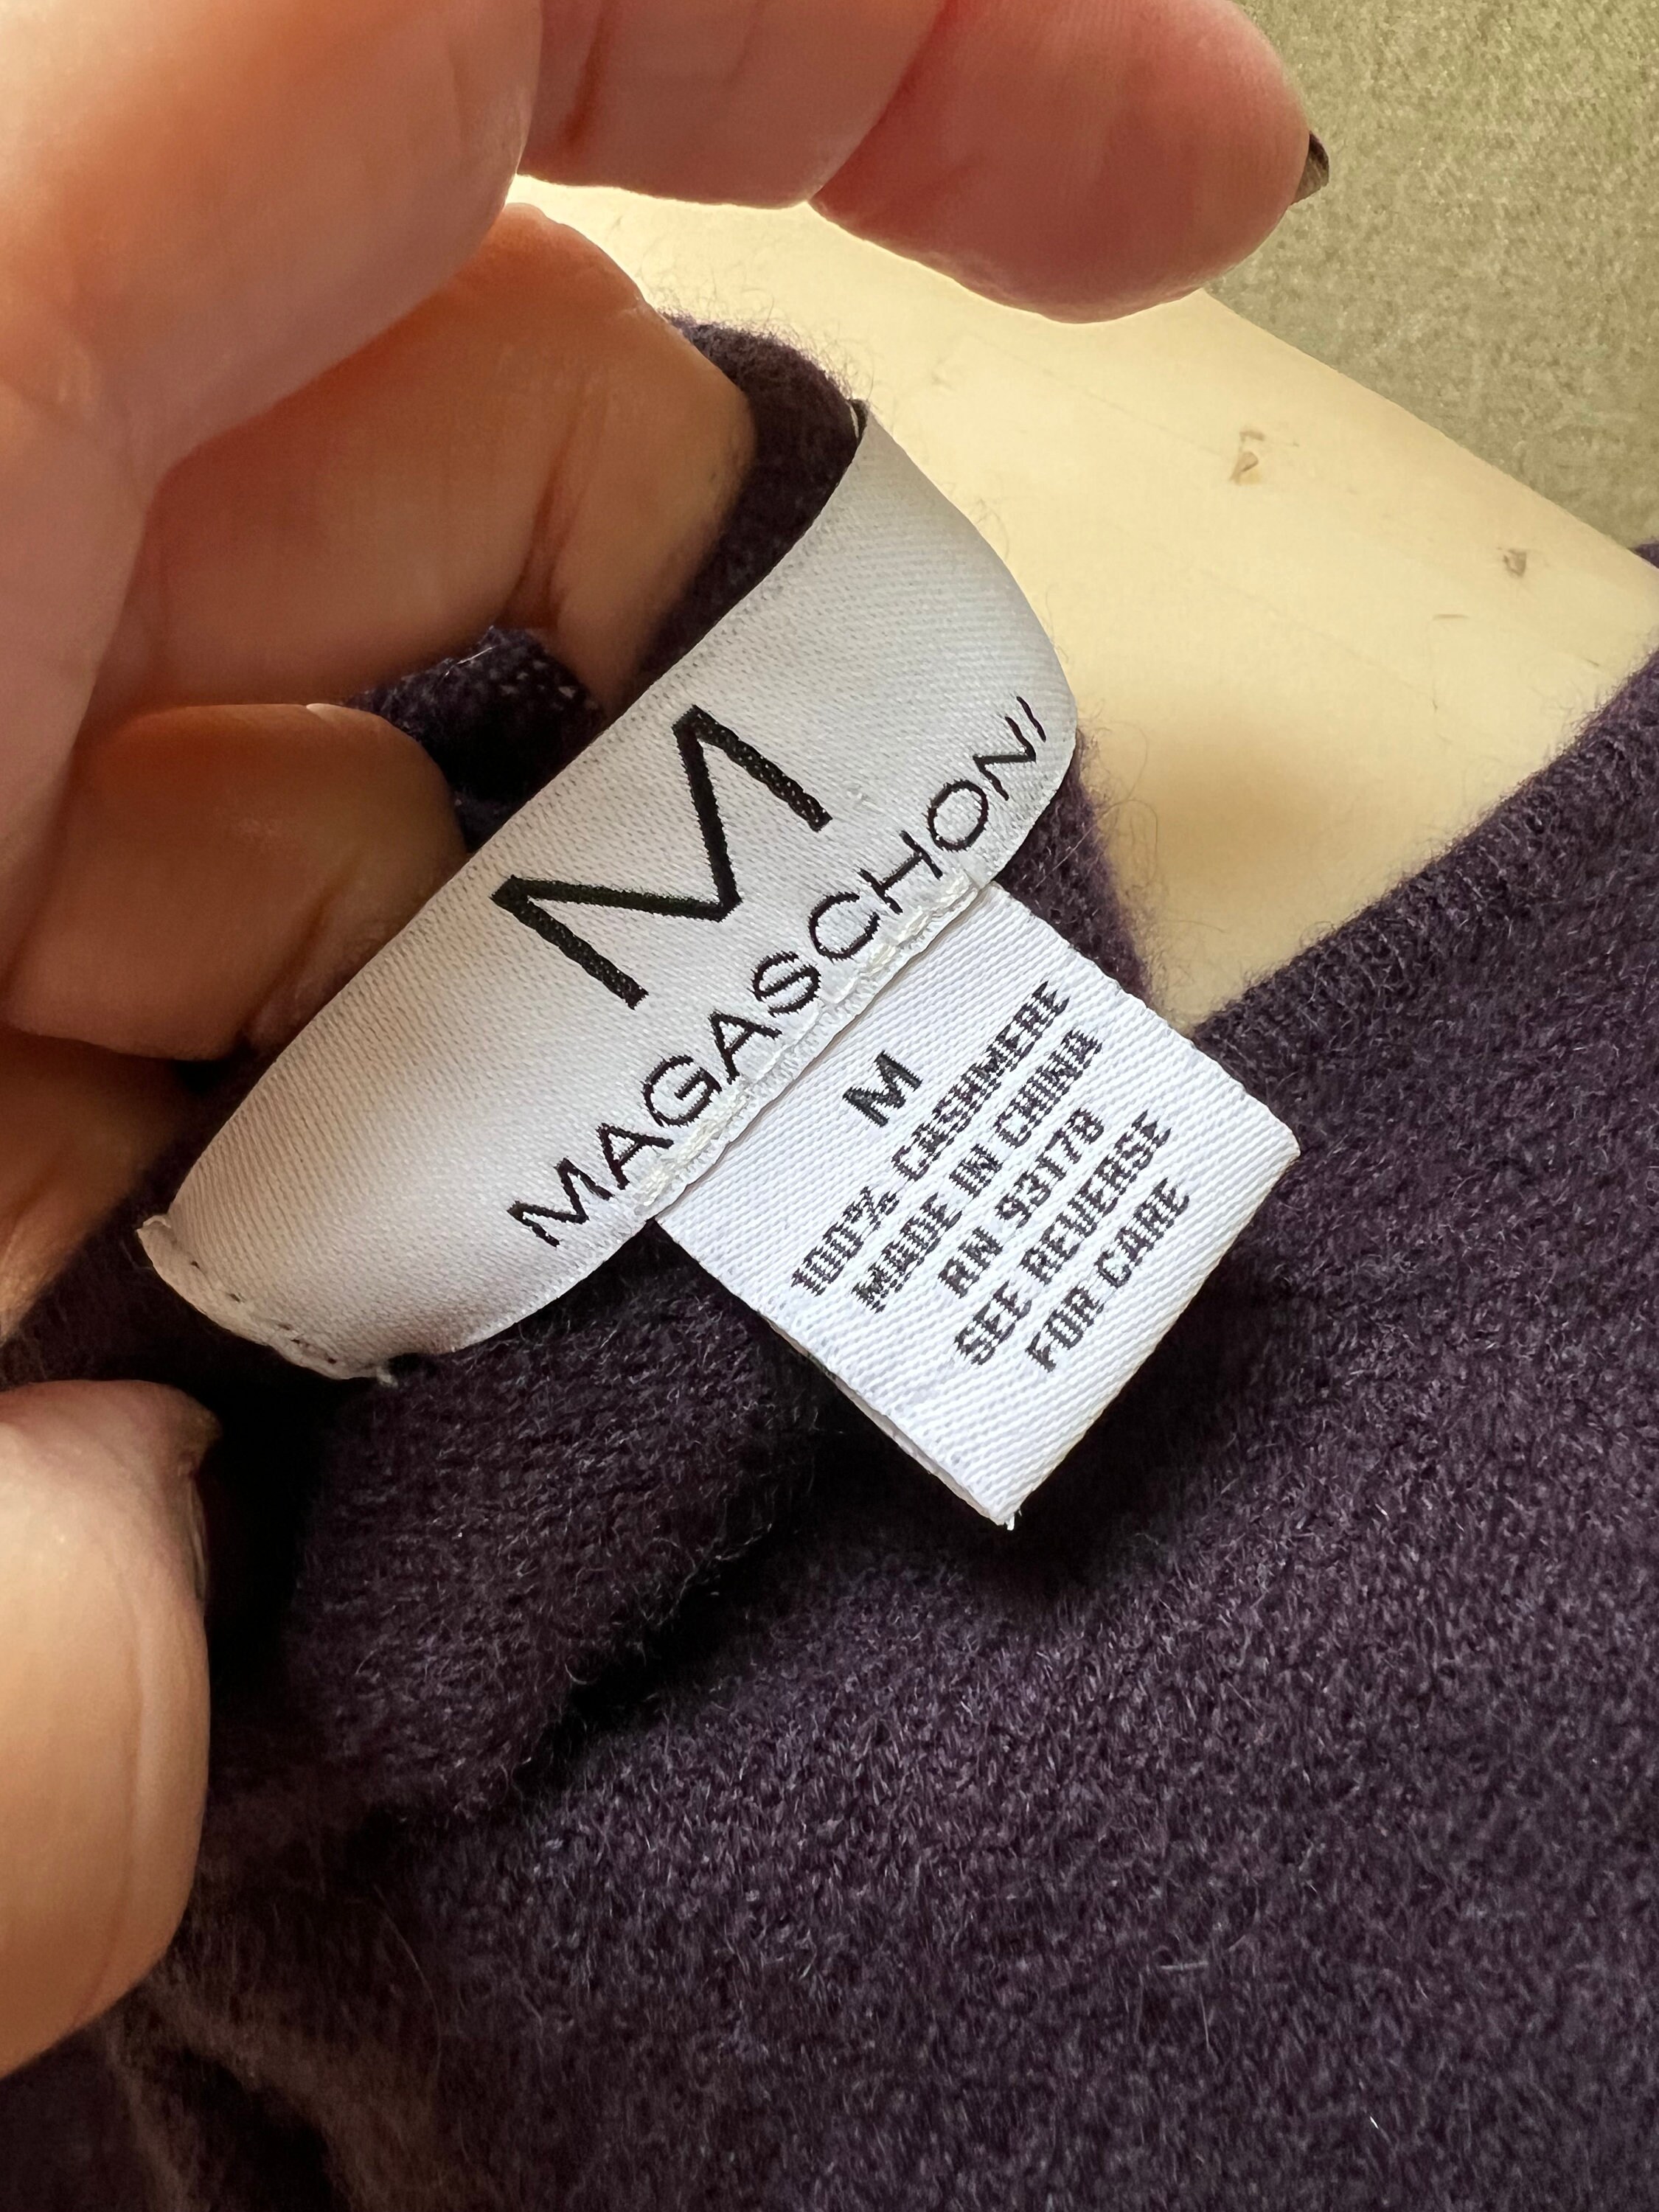 M
MAGASCHONI
M
100% CASHMERE
MADE IN CHINA
RN 93178
SEE REVERSE
FOR CARE